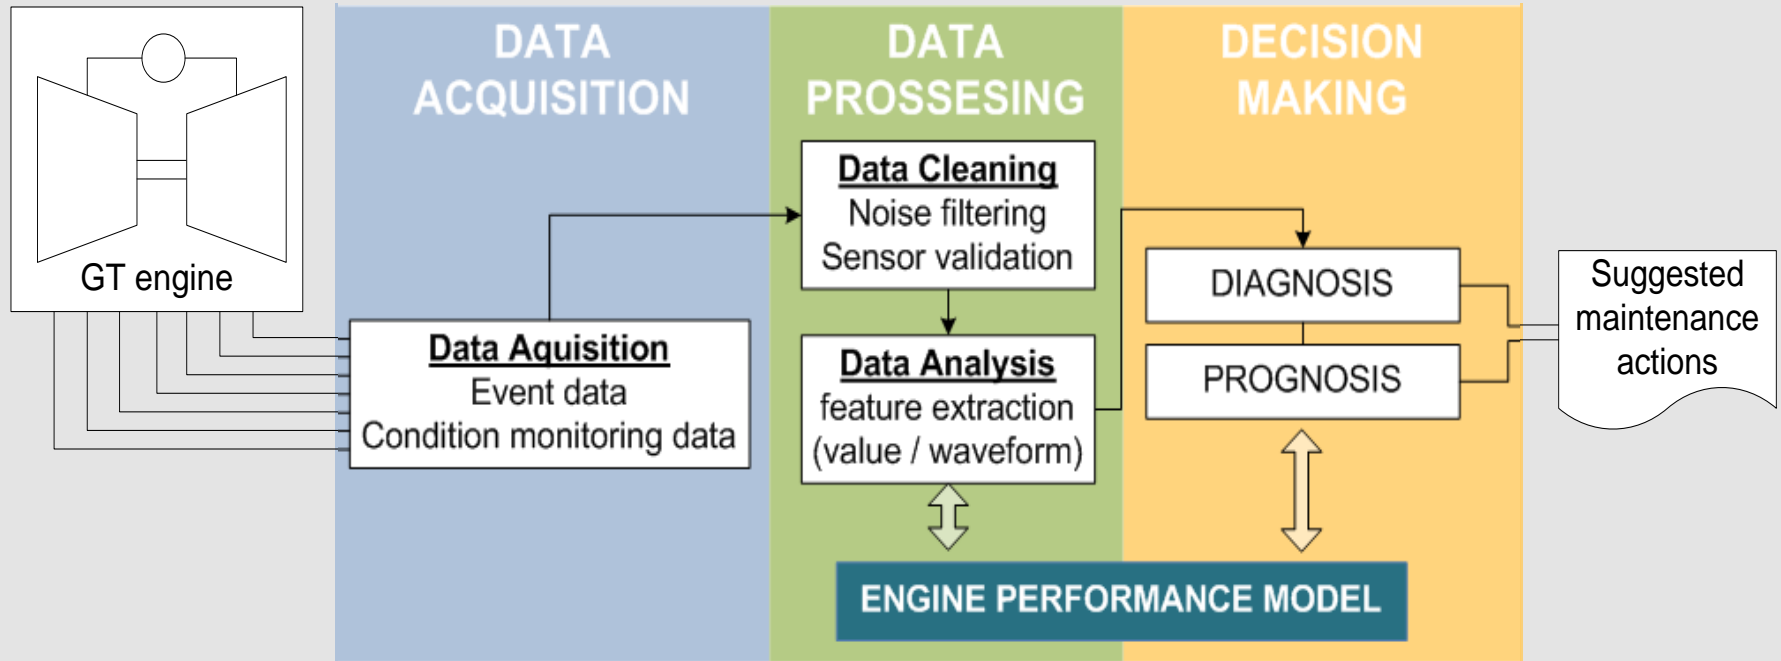 GT engine
DATA
ACQUISITION
Data Aquisition
Event data
Condition monitoring data
DATA
PROSSESING
Data Cleaning
Noise filtering
Sensor validation
Data Analysis
feature extraction
(value / waveform)
DECISION
MAKING
DIAGNOSIS
PROGNOSIS
ENGINE PERFORMANCE MODEL
Suggested
maintenance
actions